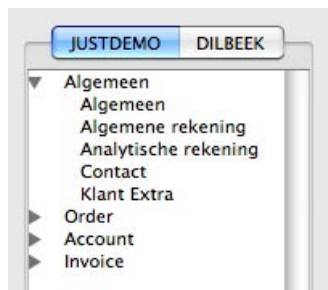 JUSTDEMO DILBEEK
Algemeen
Algemeen
Algemene rekening
Analytische rekening
Contact
Klant Extra
Order
Account
Invoice